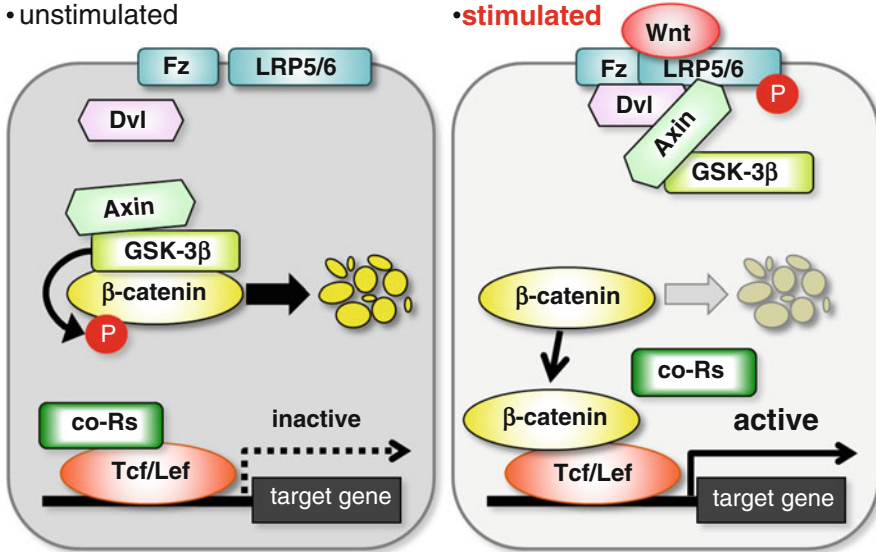 • unstimulated
Fz
LRP5/6
Dvl
Axin
GSK-3β
β-catenin
P
co-Rs
inactive
Tcf/Lef
target gene
•stimulated
Wnt
Fz
LRP5/6
P
Dvl
Axin
GSK-3β
β-catenin
co-Rs
β-catenin
active
Tcf/Lef
target gene